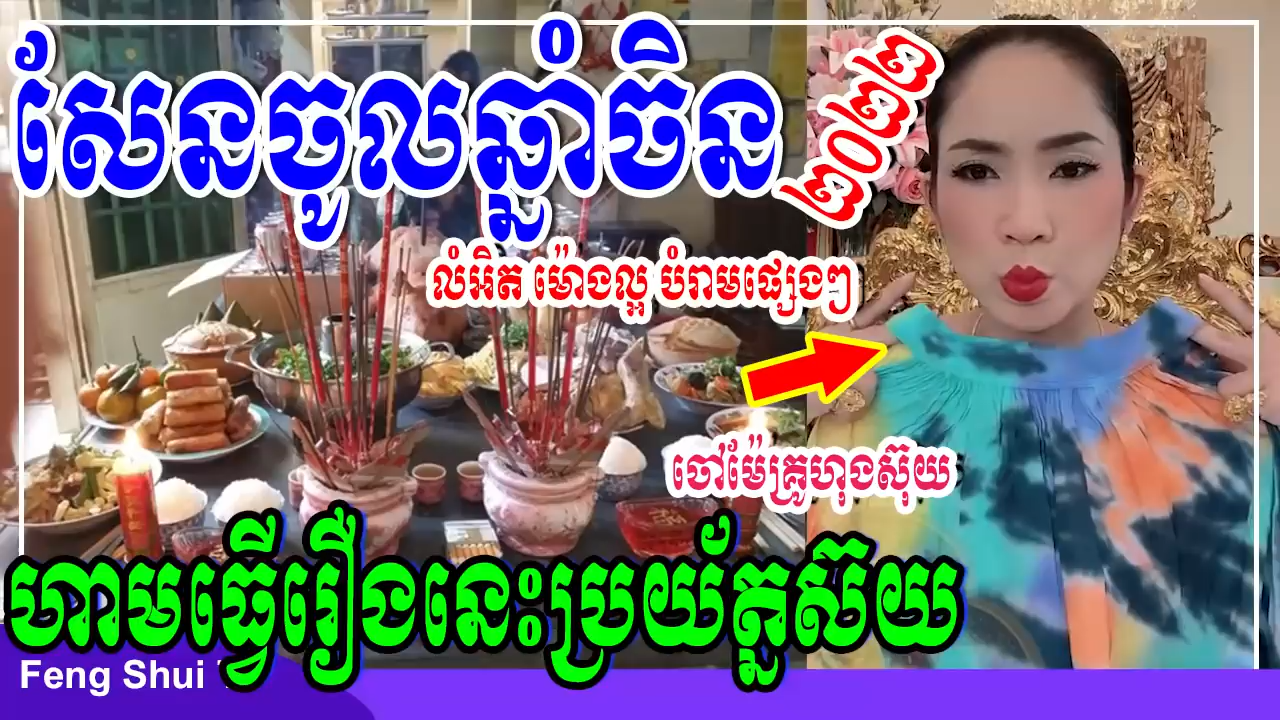 សែនចូលឆ្នាំចិន
២០២៥
លំអិត ម៉ោងល្អ បំរាមផ្សេងៗ
ចៅម៉ែគ្រូហុងស៊ុយ
ហាមធ្វើរឿងនេះប្រយ័ត្នស៊យ
Feng Shui